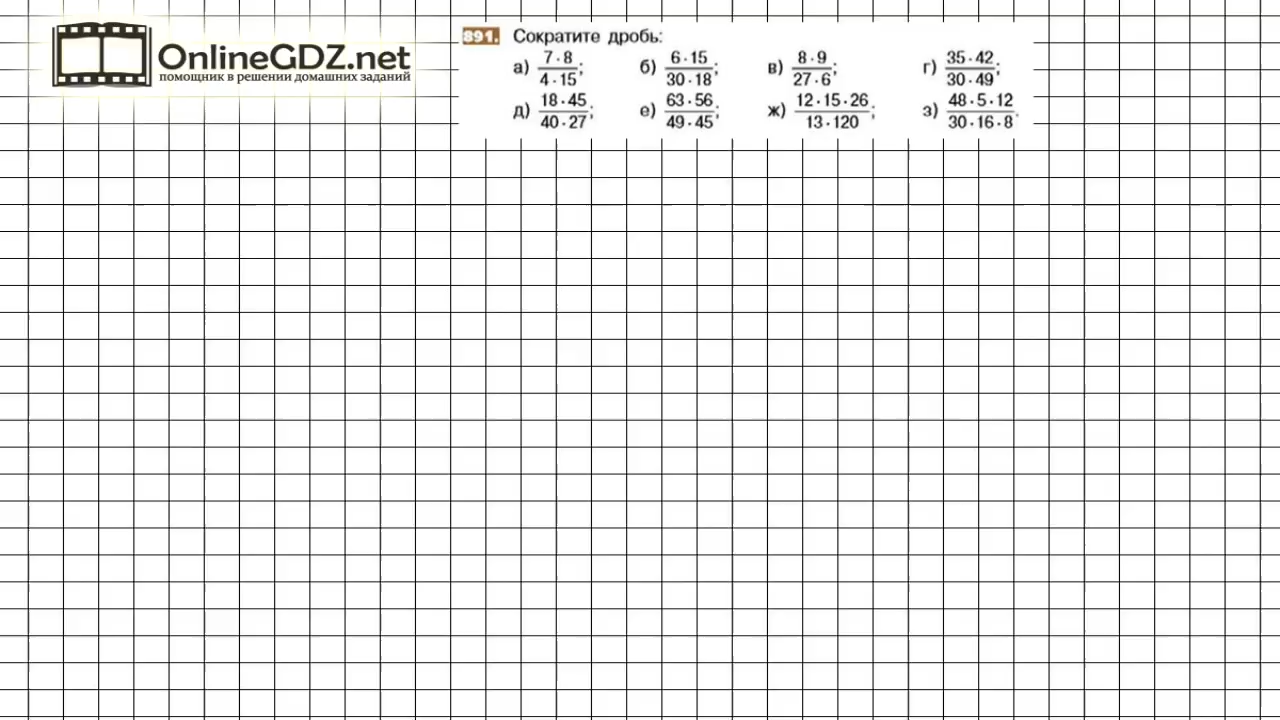 OnlineGDZ.net
помощник в решении домашних заданий
891. Сократите дробь:
а) 7 · 8 / 4 · 15; б) 6 · 15 / 30 · 18; в) 8 · 9 / 27 · 6; г) 35 · 42 / 30 · 49;
д) 18 · 45 / 40 · 27; е) 63 · 56 / 49 · 45; ж) 12 · 15 · 26 / 13 · 120; з) 48 · 5 · 12 / 30 · 16 · 8.